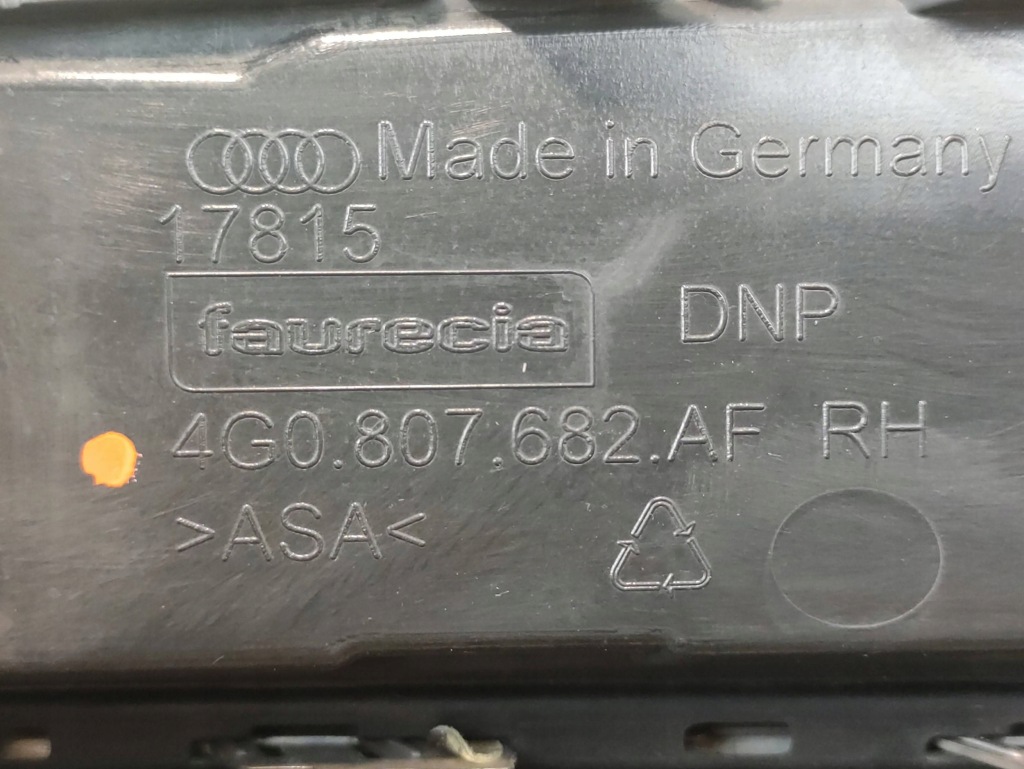 Made in Germany
17815
faurecia
DNP
4G0.807.682.AF RH
>ASA<